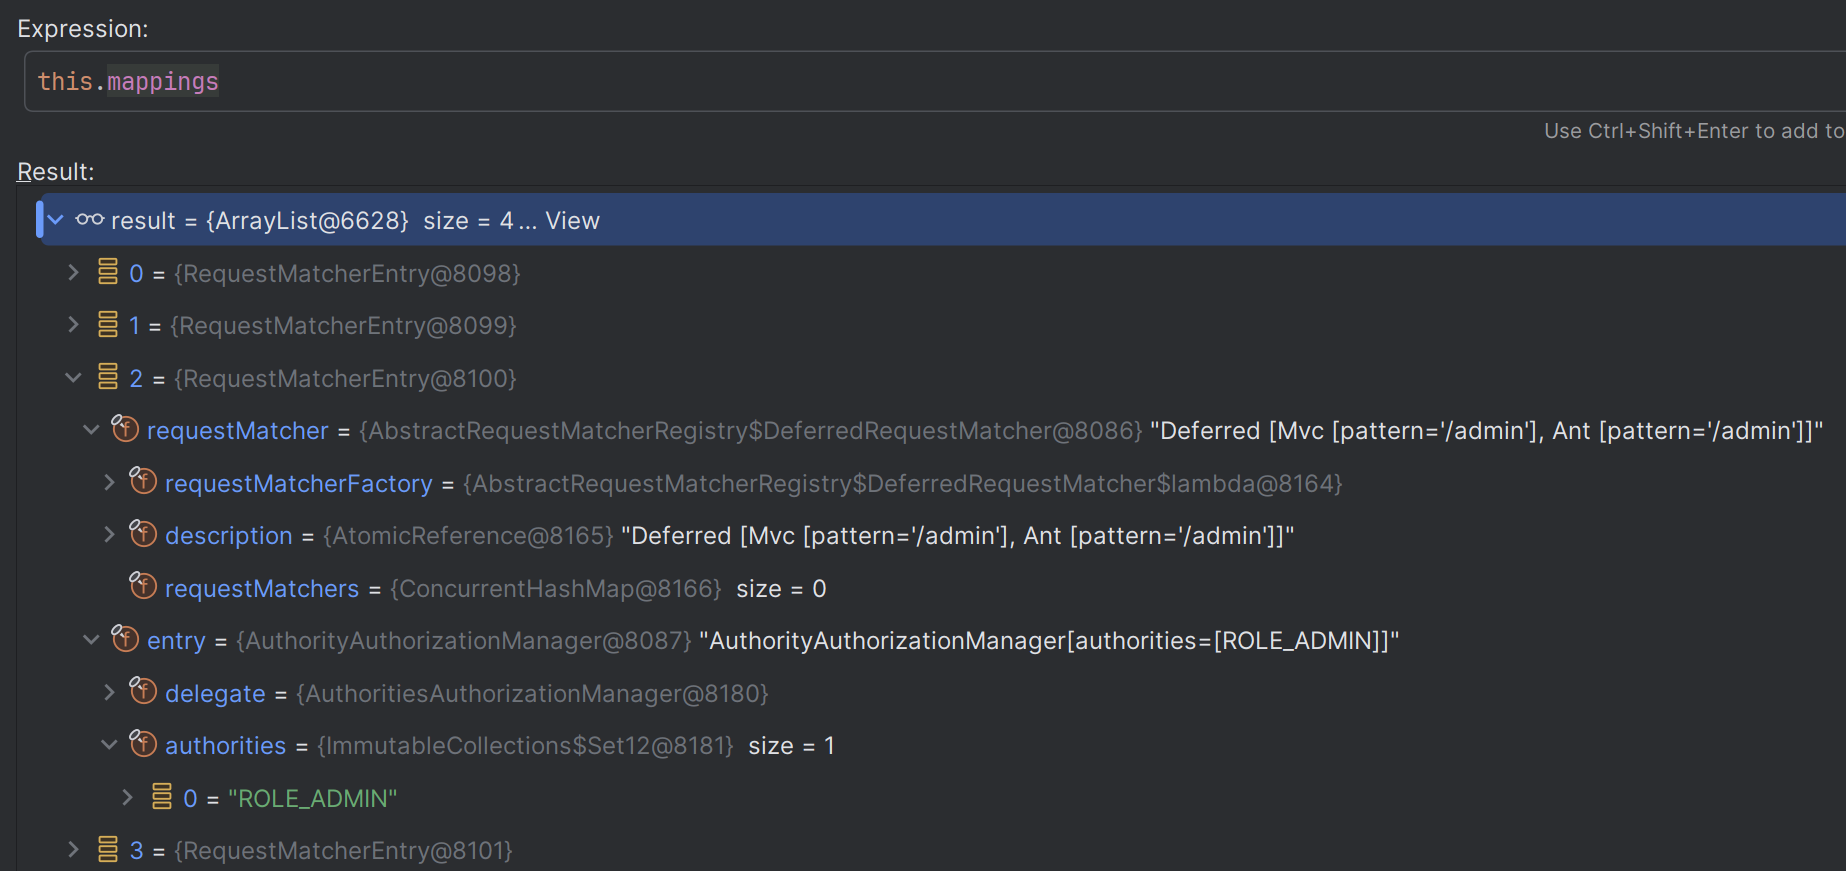 Expression:
this.mappings
Use Ctrl+Shift+Enter to add to
Result:
result = {ArrayList@6628} size = 4 ... View
0 = {RequestMatcherEntry@8098}
1 = {RequestMatcherEntry@8099}
2 = {RequestMatcherEntry@8100}
requestMatcher = {AbstractRequestMatcherRegistry$DeferredRequestMatcher@8086} "Deferred [Mvc [pattern='/admin'], Ant [pattern='/admin']]"
requestMatcherFactory = {AbstractRequestMatcherRegistry$DeferredRequestMatcher$lambda@8164}
description = {AtomicReference@8165} "Deferred [Mvc [pattern='/admin'], Ant [pattern='/admin']]"
requestMatchers = {ConcurrentHashMap@8166} size = 0
entry = {AuthorityAuthorizationManager@8087} "AuthorityAuthorizationManager[authorities=[ROLE_ADMIN]]"
delegate = {AuthoritiesAuthorizationManager@8180}
authorities = {ImmutableCollections$Set12@8181} size = 1
0 = "ROLE_ADMIN"
3 = {RequestMatcherEntry@8101}